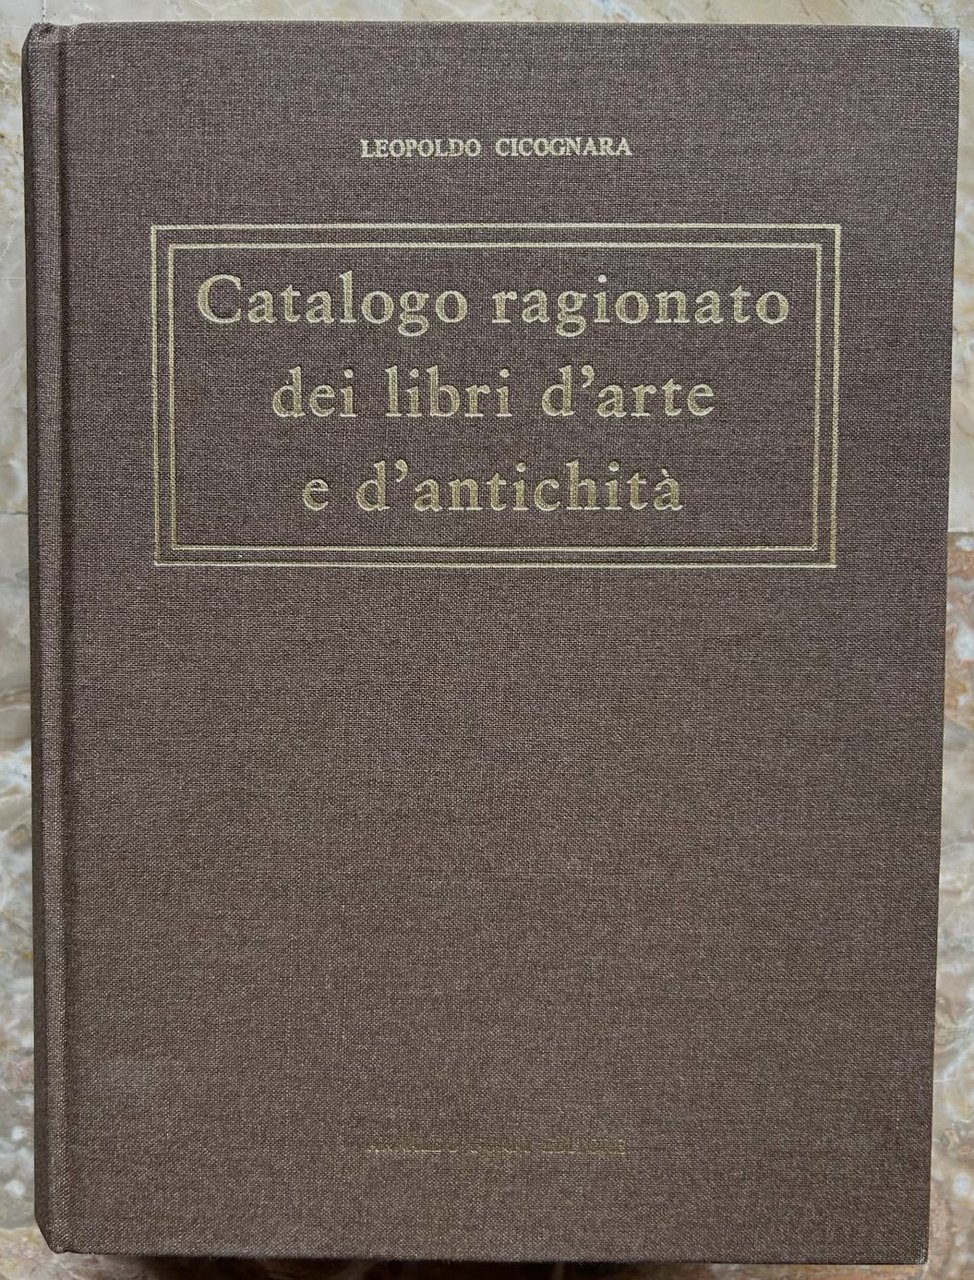 LEOPOLDO CICOGNARA
Catalogo ragionato
dei libri d'arte
e d'antichità